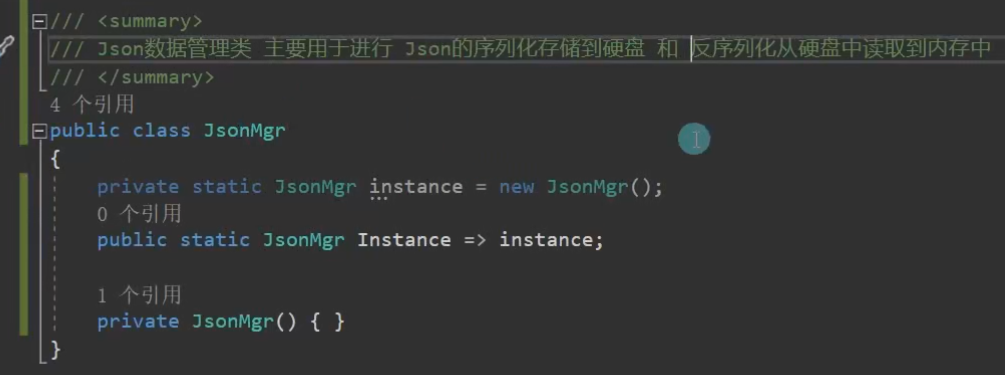 /// <summary>
/// Json数据管理类 主要用于进行 Json的序列化存储到硬盘 和 反序列化从硬盘中读取到内存中
/// </summary>
4 个引用
public class JsonMgr
{
private static JsonMgr instance = new JsonMgr();
0 个引用
public static JsonMgr Instance => instance;
1 个引用
private JsonMgr() { }
}